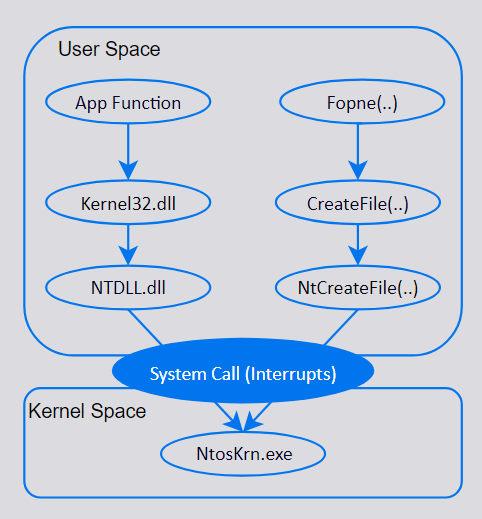 User Space
App Function
Fopne(..)
Kernel32.dll
CreateFile(..)
NTDLL.dll
NtCreateFile(..)
System Call (Interrupts)
Kernel Space
NtosKrn.exe